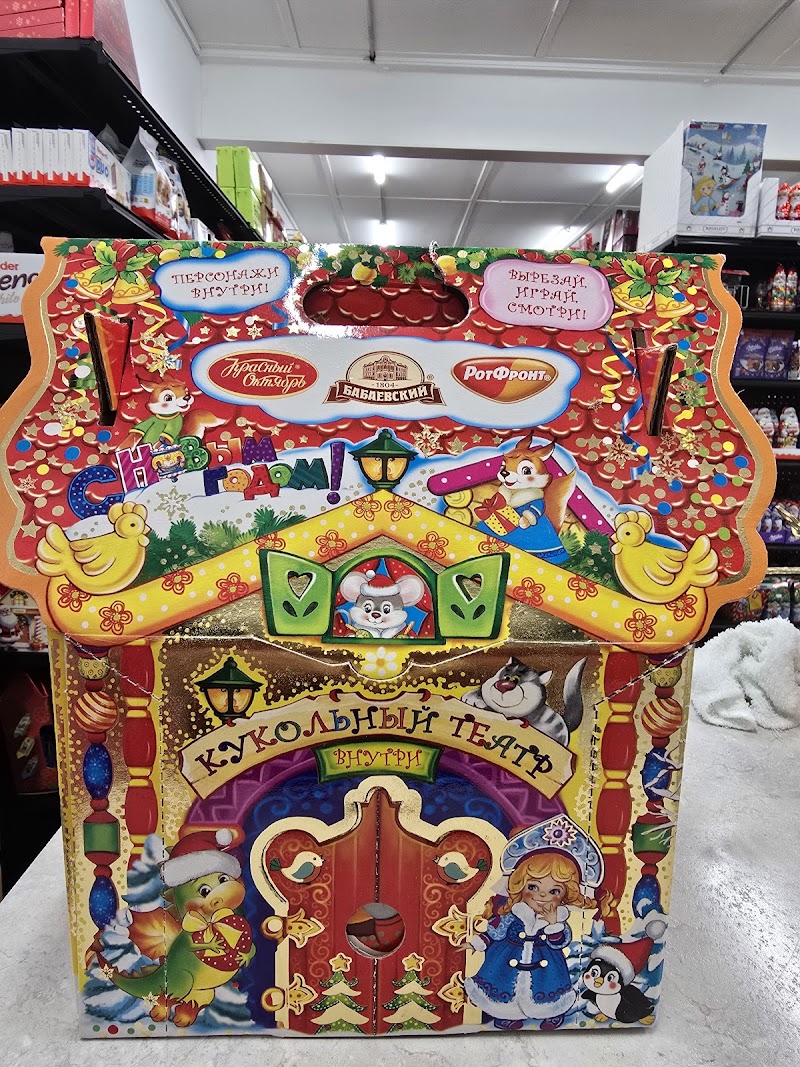 ПЕРСОНАЖИ
ВНУТРИ!
ВЫРЕЗАЙ,
ИГРАЙ,
СМОТРИ!
Красный
Октябрь
1804
БАБАЕВСКИЙ
РотФронт
С НОВЫМ
ГОДОМ!
КУКОЛЬНЫЙ ТЕАТР
ВНУТРИ